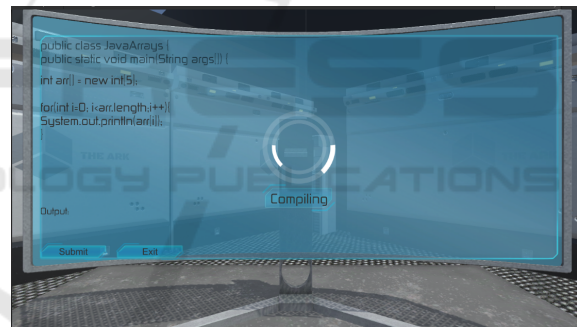 public class JavaArrays {
public static void main(String args[]) {
int arr[] = new int[5];
for(int i=0; i<arr.length;i++){
System.out.println(arr[i]);
}
Compiling
Output:
Submit
Exit